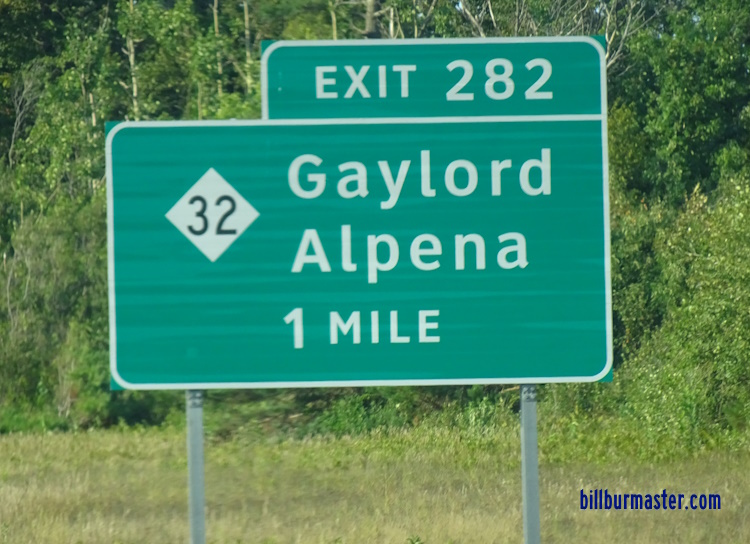 EXIT 282
32
Gaylord
Alpena
1 MILE
billburmaster.com